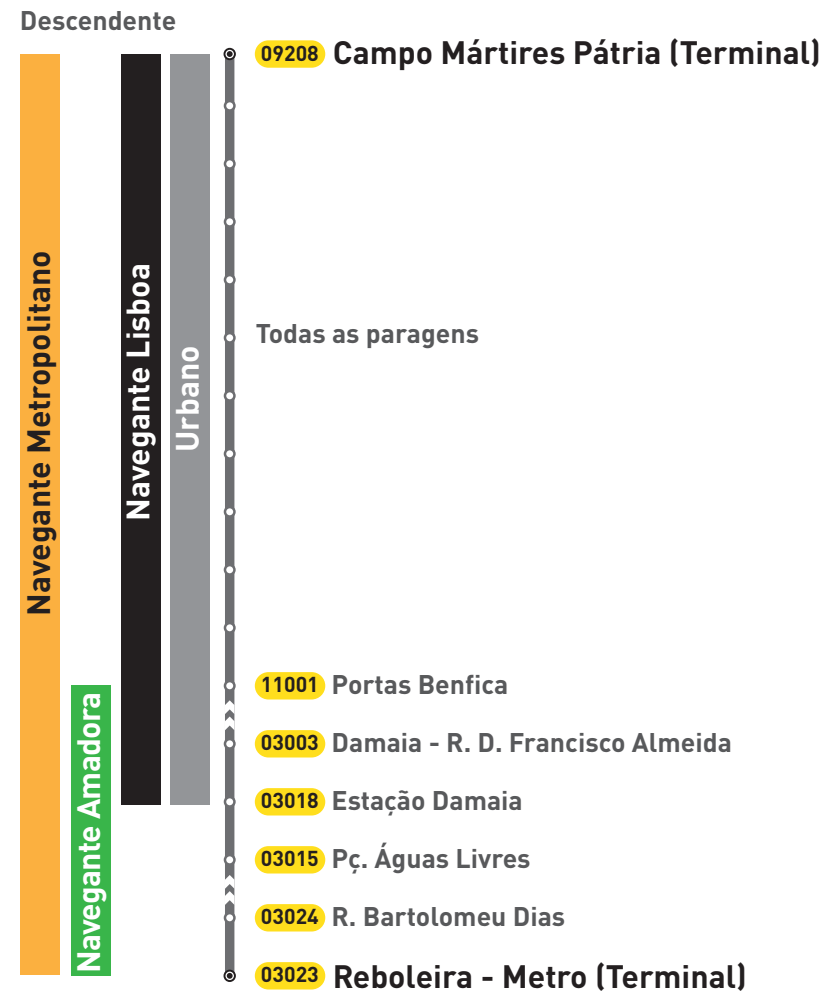 Descendente
09208 Campo Mártires Pátria (Terminal)
Navegante Metropolitano
Navegante Lisboa
Urbano
Todas as paragens
11001 Portas Benfica
Navegante Amadora
03003 Damaia - R. D. Francisco Almeida
03018 Estação Damaia
03015 Pç. Águas Livres
03024 R. Bartolomeu Dias
03023 Reboleira - Metro (Terminal)